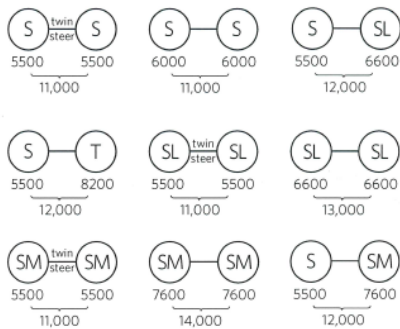 S twin steer S S S S SL
5500 5500 6000 6000 5500 6600
11,000 11,000 12,000
S T SL twin steer SL SL SL
5500 8200 5500 5500 6600 6600
12,000 11,000 13,000
SM twin steer SM SM SM S SM
5500 5500 7600 7600 5500 7600
11,000 14,000 12,000